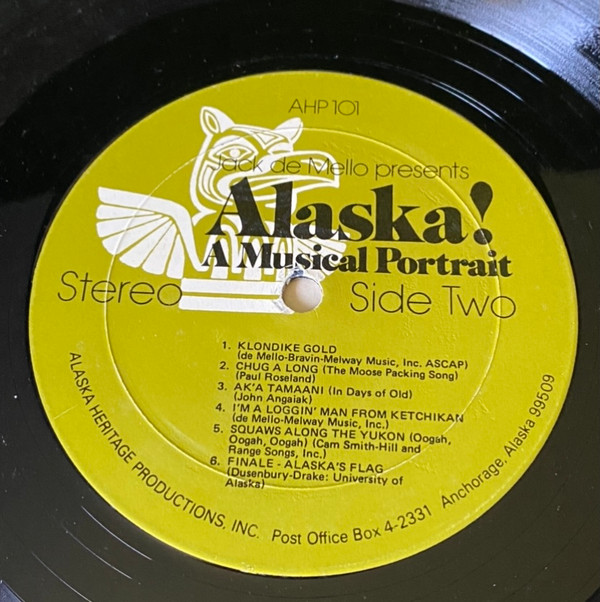 AHP 101
Jack de Mello presents
Alaska!
A Musical Portrait
Stereo
Side Two
1. KLONDIKE GOLD
(de Mello-Bravin-Melway Music, Inc. ASCAP)
2. CHUG A LONG (The Moose Packing Song)
(Paul Roseland)
3. AK'A TAMAANI (In Days of Old)
(John Angaiak)
4. I'M A LOGGIN' MAN FROM KETCHIKAN
(de Mello-Melway Music, Inc.)
5. SQUAWS ALONG THE YUKON (Oogah,
Oogah, Oogah) (Cam Smith-Hill and
Range Songs, Inc.)
6. FINALE - ALASKA'S FLAG
(Dusenbury-Drake: University of
Alaska)
ALASKA HERITAGE PRODUCTIONS, INC. Post Office Box 4-2331 Anchorage, Alaska 99509